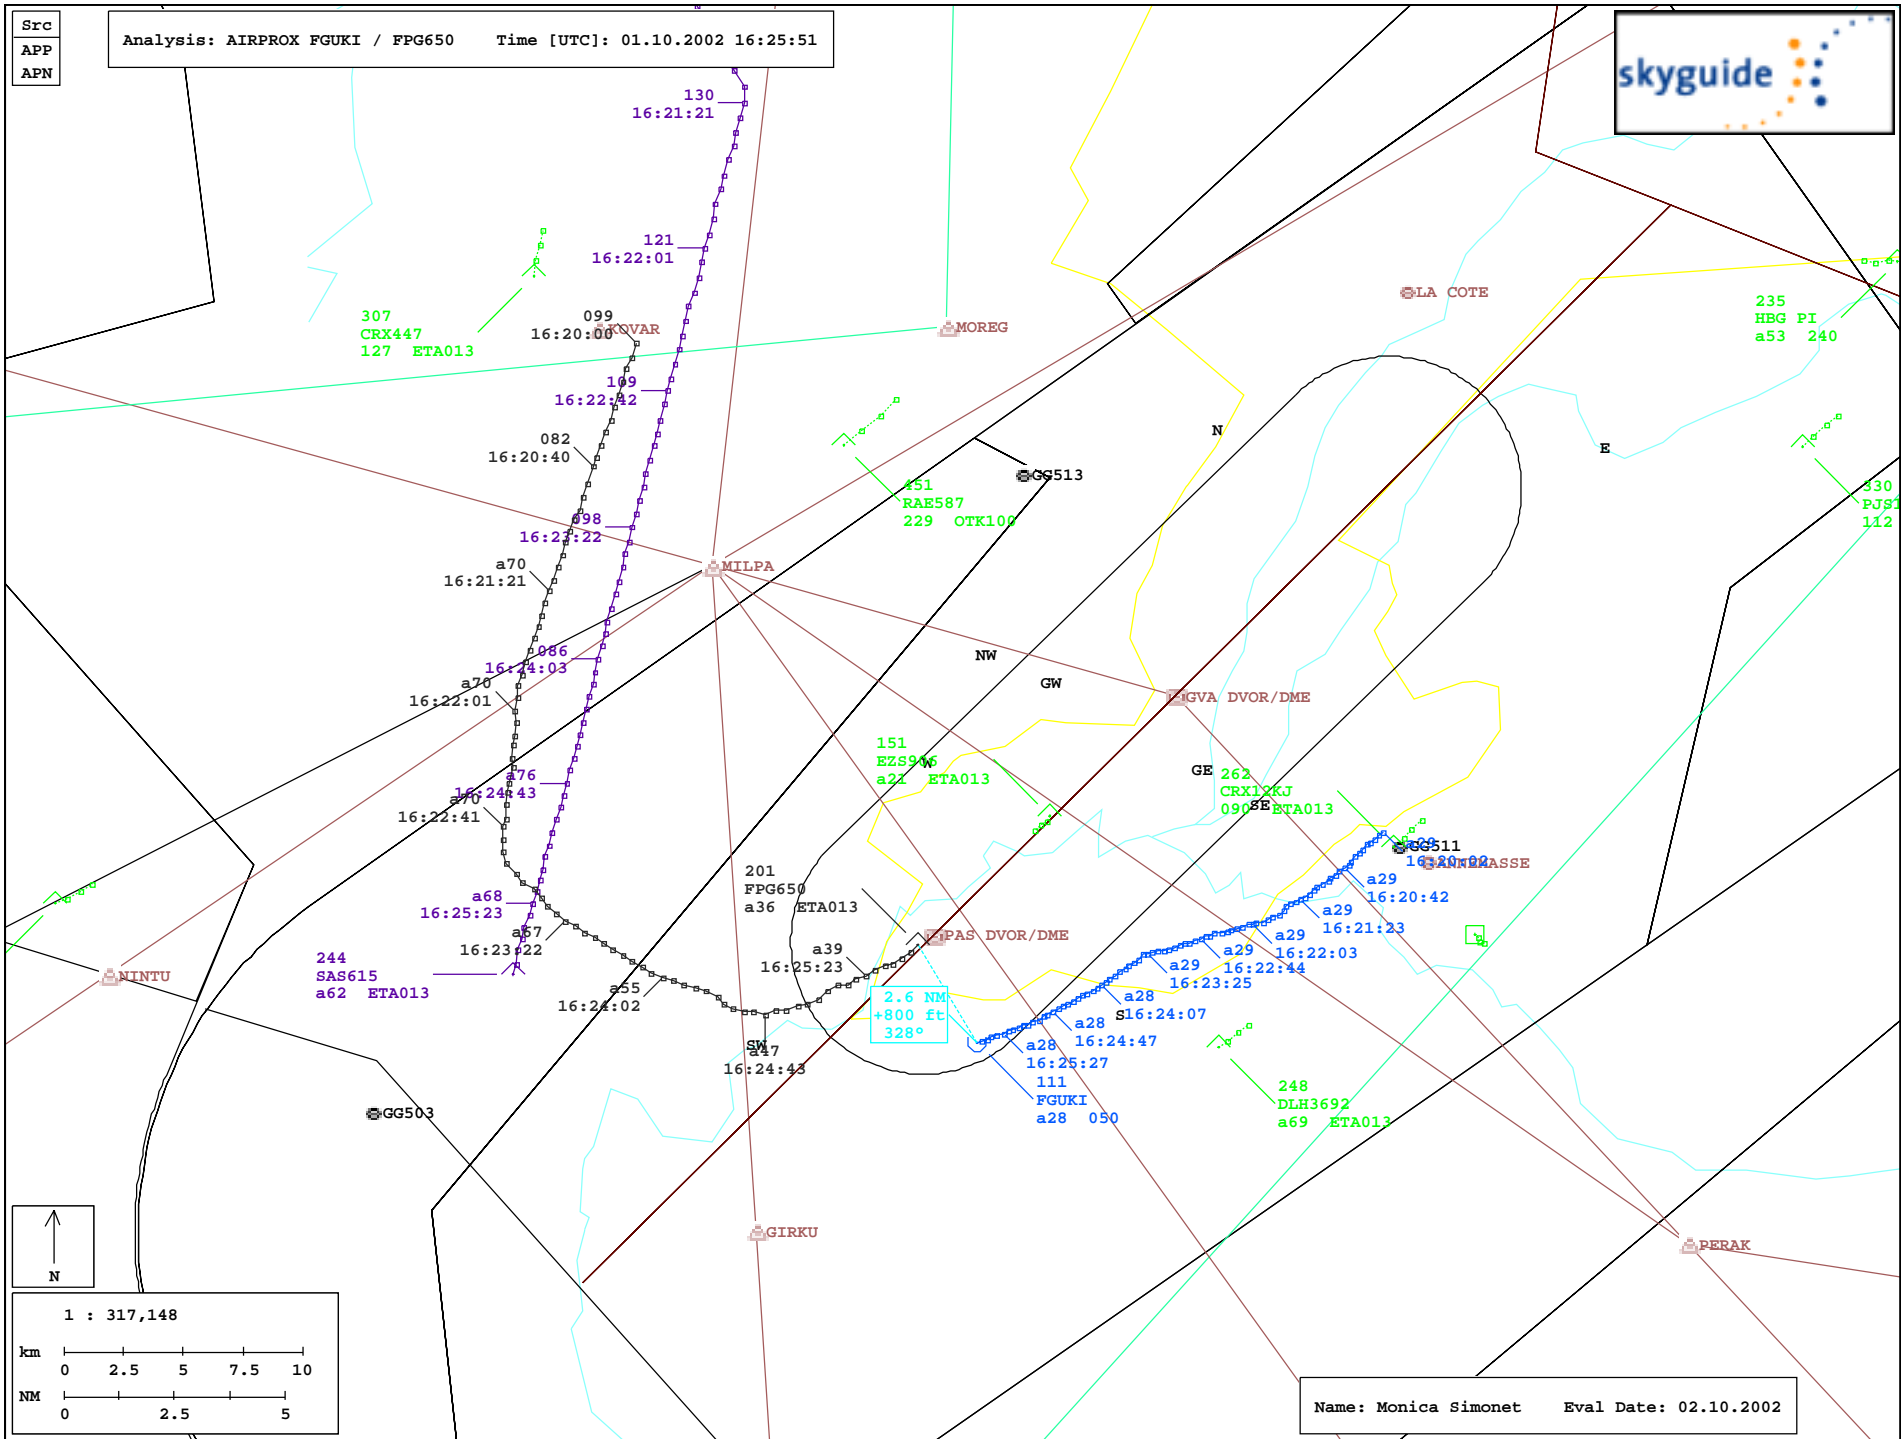 Src
APP
APN
Analysis: AIRPROX FGUKI / FPG650    Time [UTC]: 01.10.2002 16:25:51
skyguide
130
16:21:21
121
16:22:01
307
CRX447
127  ETA013
099
16:20:00
KOVAR
MOREG
LA COTE
235
HBG PI
a53  240
109
16:22:42
082
16:20:40
N
E
GG513
451
RAE587
229  OTK100
330
112
098
16:23:22
a70
16:21:21
MILPA
086
16:24:03
NW
GW
a70
16:22:01
GVA DVOR/DME
151
EZS906
a21  ETA013
W
GE
262
CRX12KJ
090  ETA013
SE
a76
16:24:43
a70
16:22:41
GG511
ANNEMASSE
a29
16:20:02
201
FPG650
a36  ETA013
a29
16:20:42
a68
16:25:23
a29
16:21:23
a57
16:23:22
PAS DVOR/DME
a39
16:25:23
a29
16:22:03
a29
16:22:44
a29
16:23:25
244
SAS615
a62  ETA013
NINTU
a55
16:24:02
2.6 NM
+800 ft
328°
a28
16:24:07
S
a28
16:24:47
SW
a47
16:24:43
a28
16:25:27
111
FGUKI
a28  050
248
DLH3692
a69  ETA013
GG503
GIRKU
PERAK
N
1 : 317,148
km
0 2.5 5 7.5 10
NM
0 2.5 5
Name: Monica Simonet    Eval Date: 02.10.2002